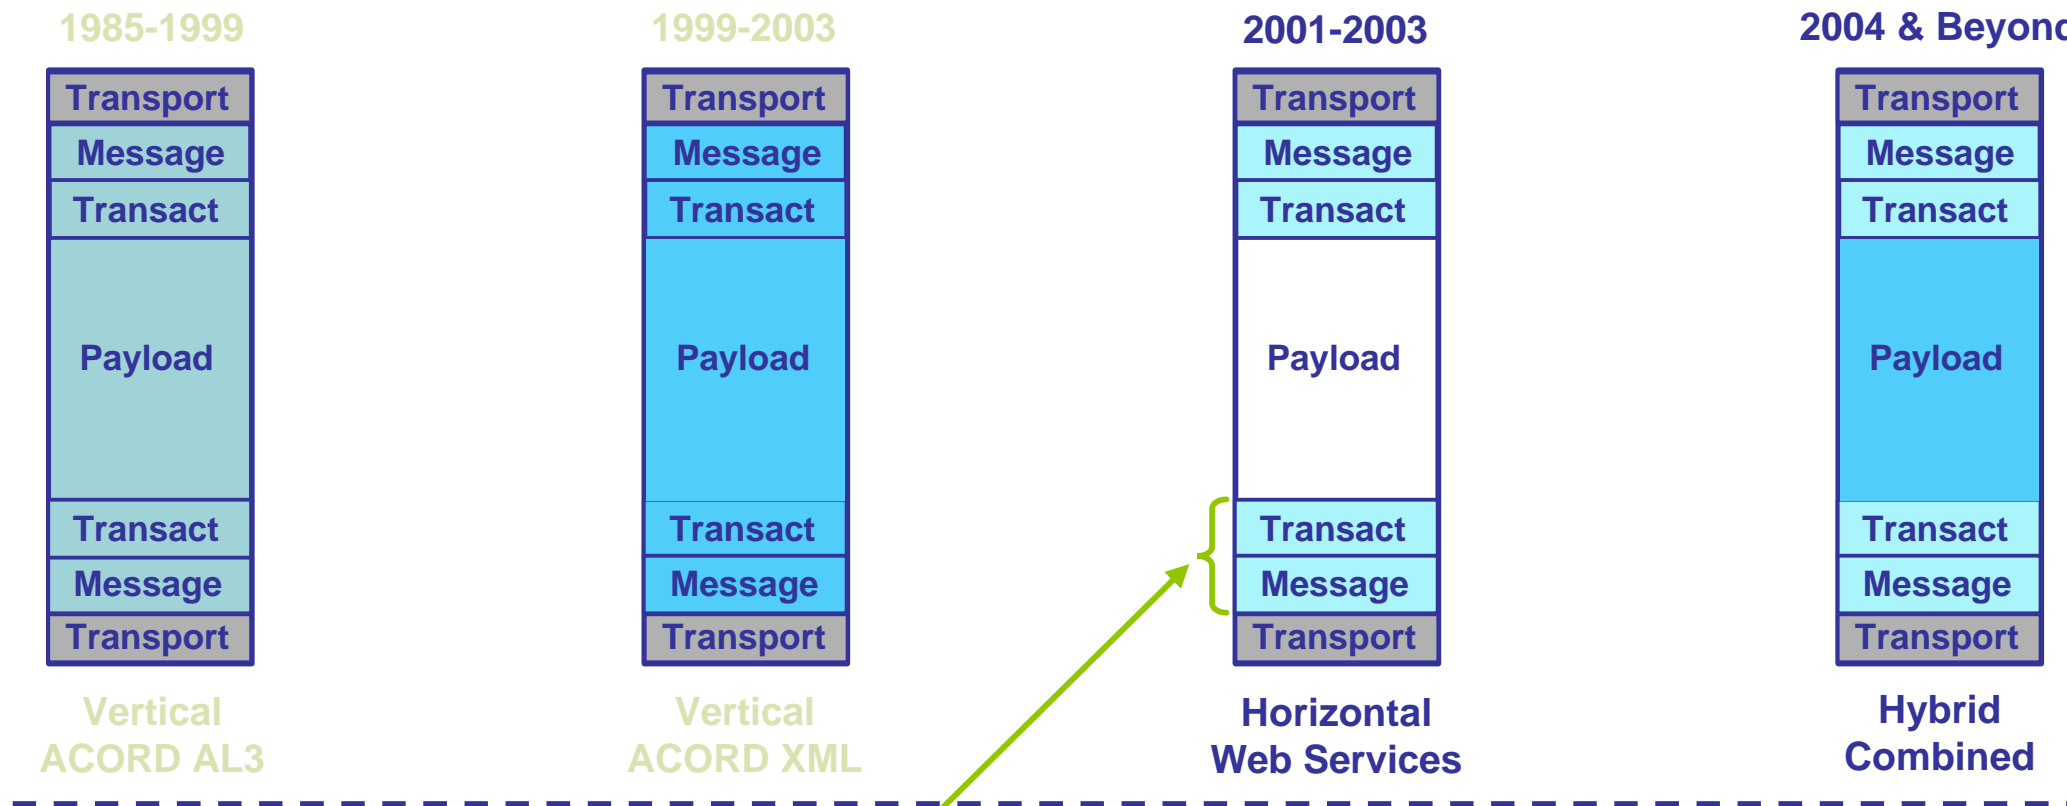 1985-1999
Transport
Message
Transact
Payload
Transact
Message
Transport
Vertical
ACORD AL3
1999-2003
Transport
Message
Transact
Payload
Transact
Message
Transport
Vertical
ACORD XML
2001-2003
Transport
Message
Transact
Payload
Transact
Message
Transport
Horizontal
Web Services
2004 & Beyond
Transport
Message
Transact
Payload
Transact
Message
Transport
Hybrid
Combined